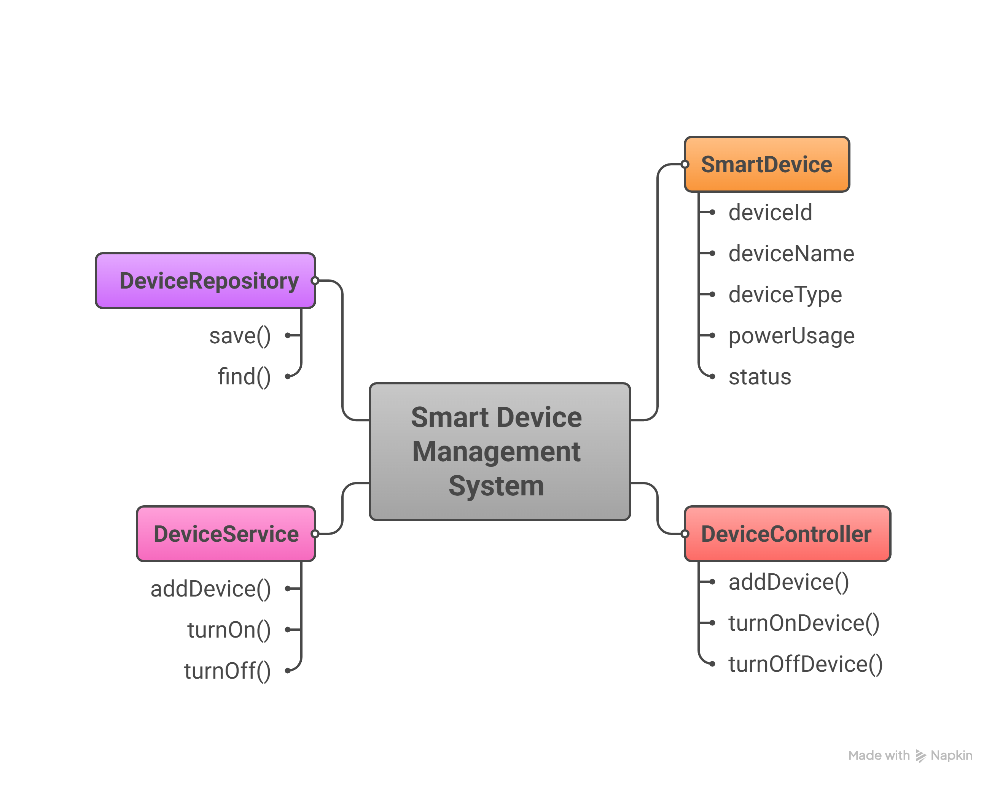 SmartDevice
deviceId
deviceName
deviceType
powerUsage
status
DeviceRepository
save()
find()
Smart Device
Management
System
DeviceService
addDevice()
turnOn()
turnOff()
DeviceController
addDevice()
turnOnDevice()
turnOffDevice()
Made with Napkin